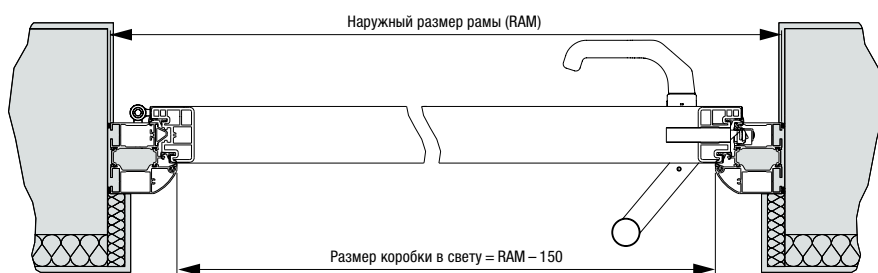 Наружный размер рамы (RAM)
Размер коробки в свету = RAM – 150